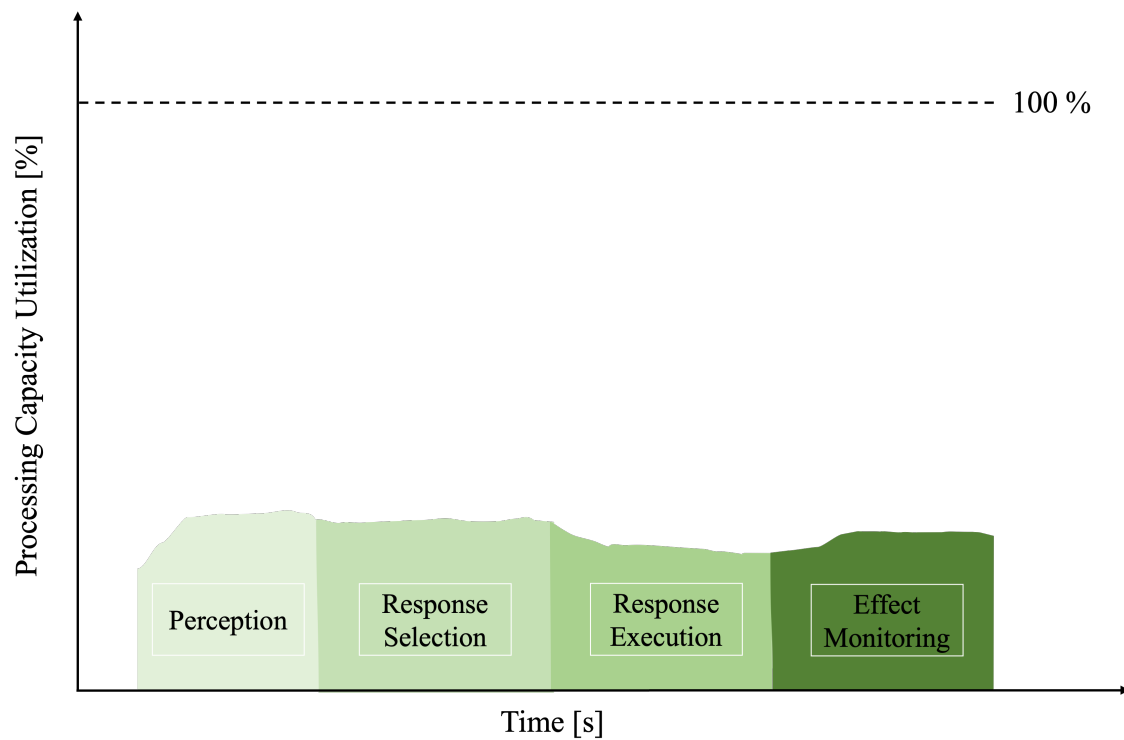 100 %
Processing Capacity Utilization [%]
Perception
Response
Selection
Response
Execution
Effect
Monitoring
Time [s]